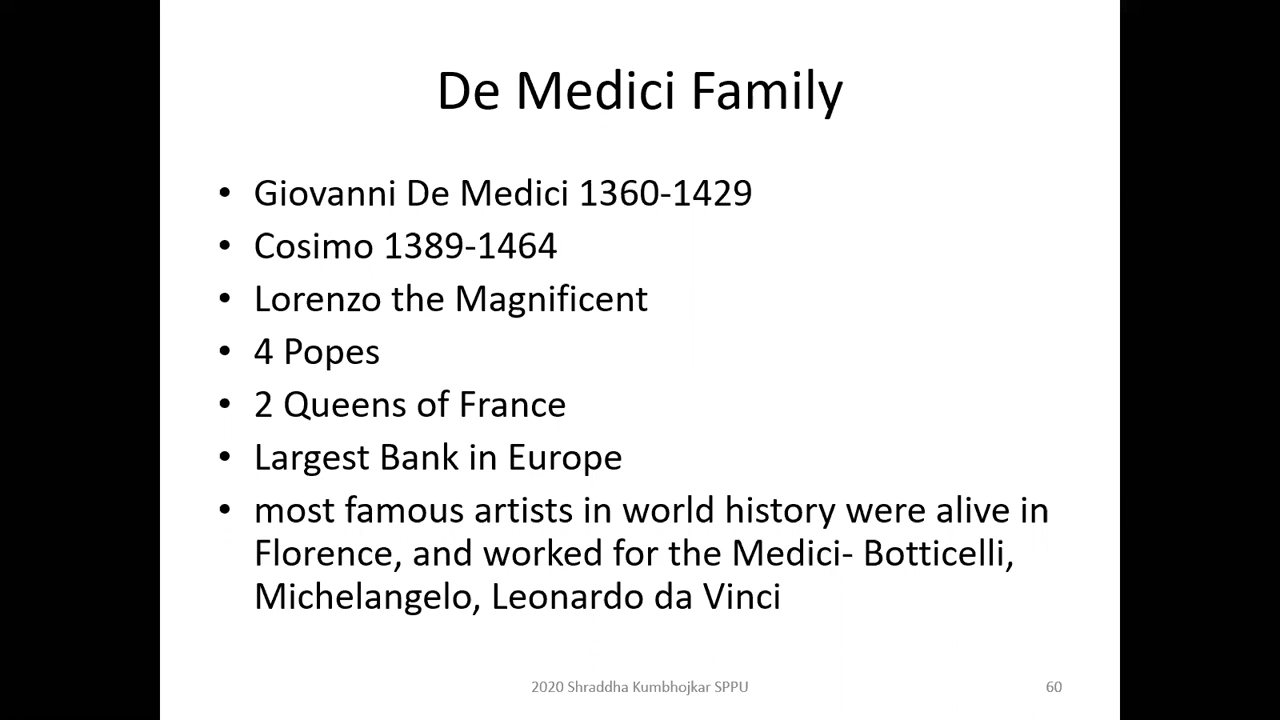 De Medici Family
• Giovanni De Medici 1360-1429
• Cosimo 1389-1464
• Lorenzo the Magnificent
• 4 Popes
• 2 Queens of France
• Largest Bank in Europe
• most famous artists in world history were alive in
Florence, and worked for the Medici- Botticelli,
Michelangelo, Leonardo da Vinci
2020 Shraddha Kumbhojkar SPPU
60